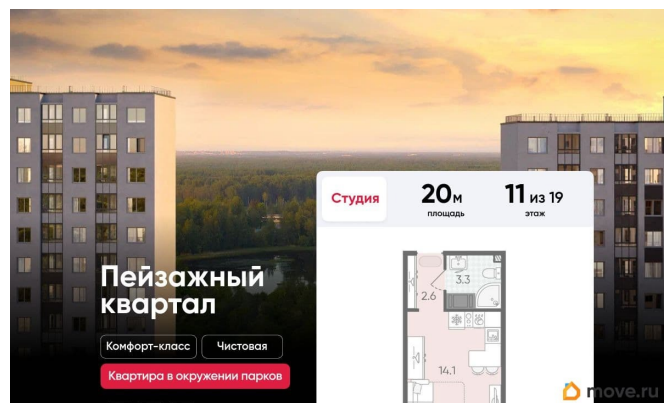 Студия
20м
площадь
11 из 19
этаж
Пейзажный
квартал
Комфорт-класс
Чистовая
Квартира в окружении парков
3.3
2.6
14.1
move.ru